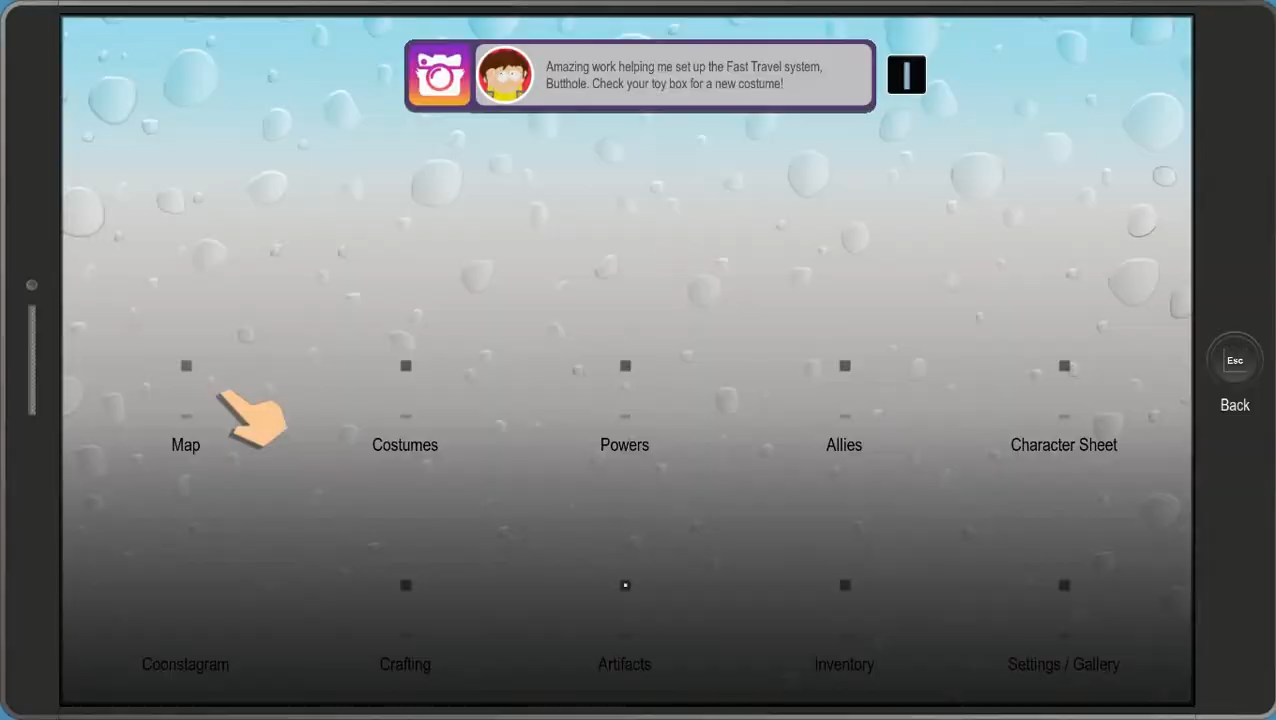 Amazing work helping me set up the Fast Travel system,
Butthole. Check your toy box for a new costume!
Esc
Back
Map
Costumes
Powers
Allies
Character Sheet
Coonstagram
Crafting
Artifacts
Inventory
Settings / Gallery